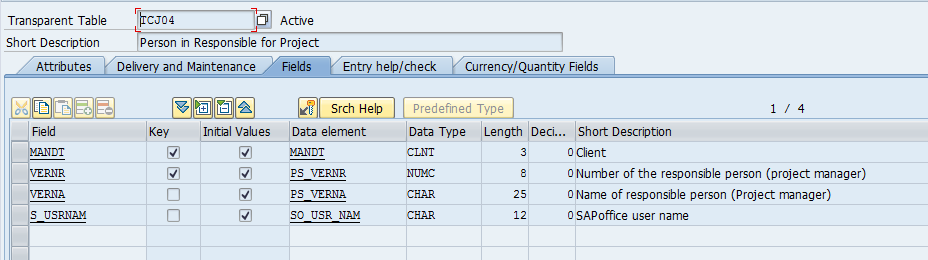 Transparent Table TCJ04 Active
Short Description Person in Responsible for Project
Attributes Delivery and Maintenance Fields Entry help/check Currency/Quantity Fields
Srch Help Predefined Type 1 / 4
Field Key Initial Values Data element Data Type Length Deci... Short Description
MANDT MANDT CLNT 3 0 Client
VERNR PS_VERNR NUMC 8 0 Number of the responsible person (project manager)
VERNA PS_VERNA CHAR 25 0 Name of responsible person (Project manager)
S_USRNAM SO_USR_NAM CHAR 12 0 SAPoffice user name